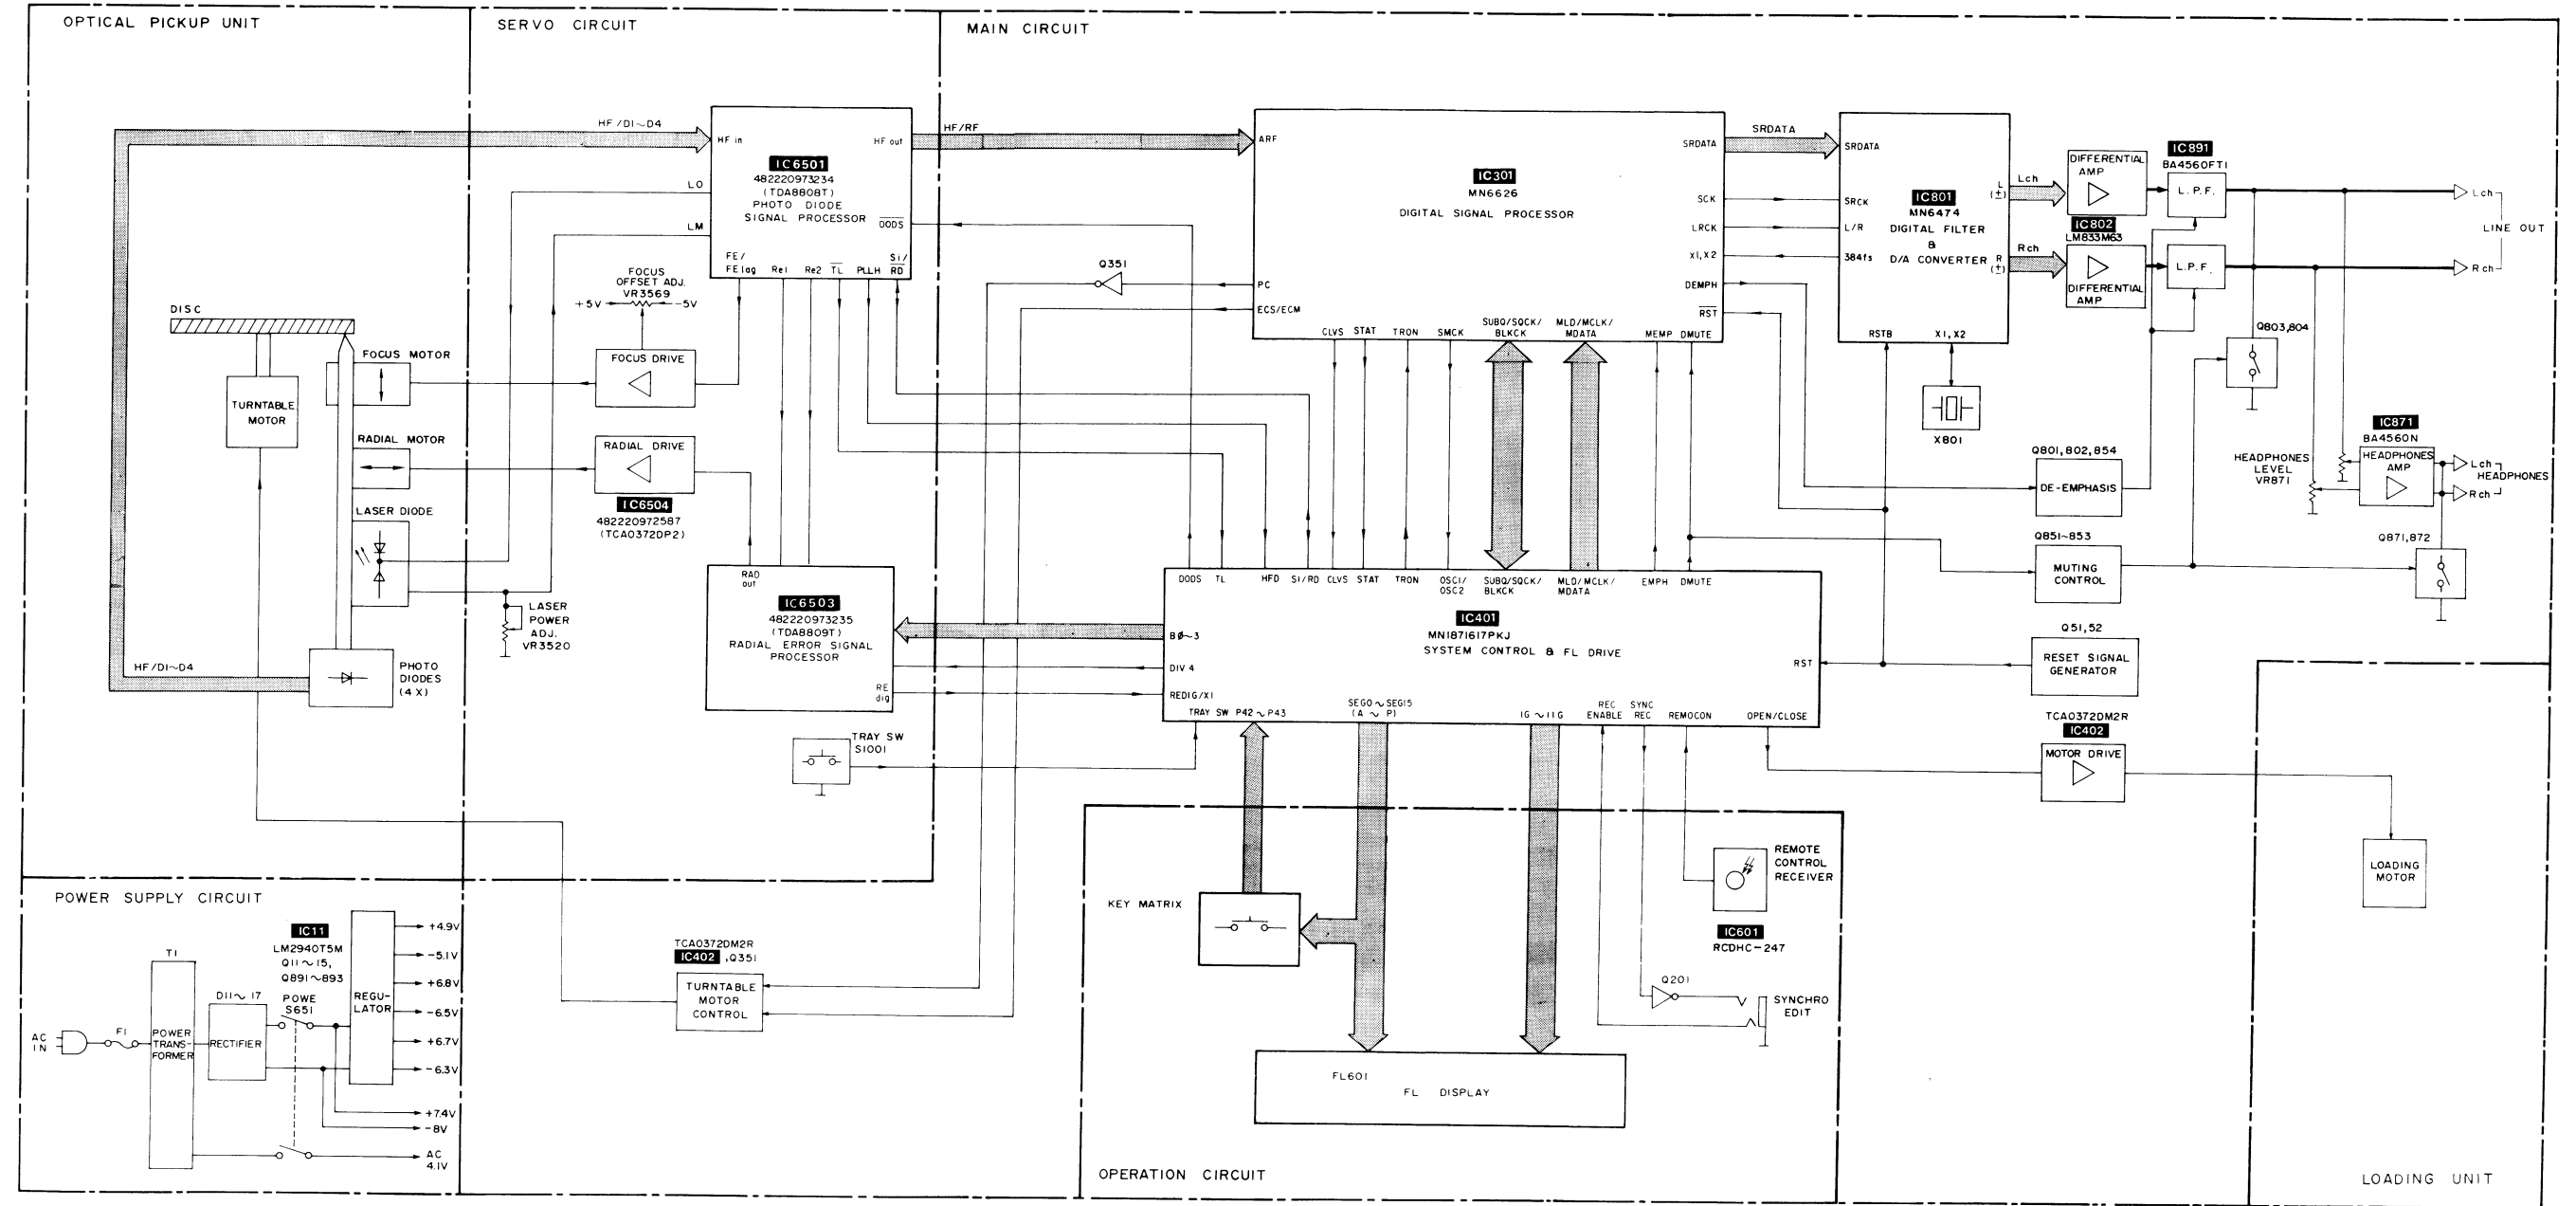 OPTICAL PICKUP UNIT
SERVO CIRCUIT
MAIN CIRCUIT
HF/D1~D4
HF in
HF out
IC6501
482220973234
(TDA8808T)
PHOTO DIODE
SIGNAL PROCESSOR
DODS
LO
LM
FE/
FElag
Re1
Re2
TL
PLLH
Si/
RD
HF/RF
ARF
IC301
MN6626
DIGITAL SIGNAL PROCESSOR
SRDATA
SCK
LRCK
X1,X2
DEMPH
RST
PC
ECS/ECM
CLVS
STAT
TRON
SMCK
SUBQ/SQCK/
BLKCK
MLD/MCLK/
MDATA
MEMP
DMUTE
Q351
SRDATA
SRDATA
SRCK
L/R
384fs
IC801
MN6474
DIGITAL FILTER
&
D/A CONVERTER
L
(±)
R
(±)
RSTB
X1,X2
X801
Lch
Rch
DIFFERENTIAL
AMP
IC802
LM833M63
DIFFERENTIAL
AMP
IC891
BA4560FT1
L.P.F.
L.P.F.
Lch
LINE OUT
Rch
Q803,804
IC871
BA4560N
HEADPHONES
AMP
HEADPHONES
LEVEL
VR871
Lch
HEADPHONES
Rch
Q871,872
Q801,802,854
DE-EMPHASIS
Q851~853
MUTING
CONTROL
Q51,52
RESET SIGNAL
GENERATOR
TCA0372DM2R
IC402
MOTOR DRIVE
LOADING
MOTOR
LOADING UNIT
DISC
FOCUS MOTOR
TURNTABLE
MOTOR
RADIAL MOTOR
LASER DIODE
HF/D1~D4
PHOTO
DIODES
(4X)
FOCUS
OFFSET ADJ.
VR3569
+5V
-5V
FOCUS DRIVE
RADIAL DRIVE
IC6504
482220972587
(TCA0372DP2)
LASER
POWER
ADJ.
VR3520
RAD
out
IC6503
482220973235
(TDA8809T)
RADIAL ERROR SIGNAL
PROCESSOR
RE
dig
TRAY SW
S1001
DODS
TL
HFD
SI/RD
CLVS
STAT
TRON
OSC1/
OSC2
SUBQ/SQCK/
BLKCK
MLD/MCLK/
MDATA
EMPH
DMUTE
IC401
MN1871617PKJ
SYSTEM CONTROL & FL DRIVE
BØ~3
DIV 4
REDIG/X1
RST
TRAY SW
P42~P43
SEG0~SEG15
(A ~ P)
1G~11G
REC
ENABLE
SYNC
REC
REMOCON
OPEN/CLOSE
KEY MATRIX
REMOTE
CONTROL
RECEIVER
IC601
RCDHC-247
Q201
SYNCHRO
EDIT
FL601
FL DISPLAY
OPERATION CIRCUIT
TCA0372DM2R
IC402 ,Q351
TURNTABLE
MOTOR
CONTROL
POWER SUPPLY CIRCUIT
AC
IN
F1
T1
POWER
TRANS-
FORMER
D11~17
RECTIFIER
IC11
LM2940T5M
Q11~15,
Q891~893
POWE
S651
REGU-
LATOR
+4.9V
-5.1V
+6.8V
-6.5V
+6.7V
-6.3V
+7.4V
-8V
AC
4.1V